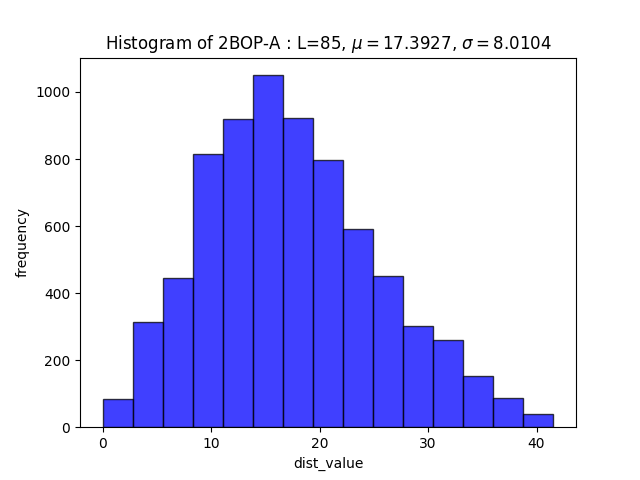 Histogram of 2BOP-A : L=85, μ = 17.3927, σ = 8.0104
1000
800
600
400
200
0
frequency
0 10 20 30 40
dist_value